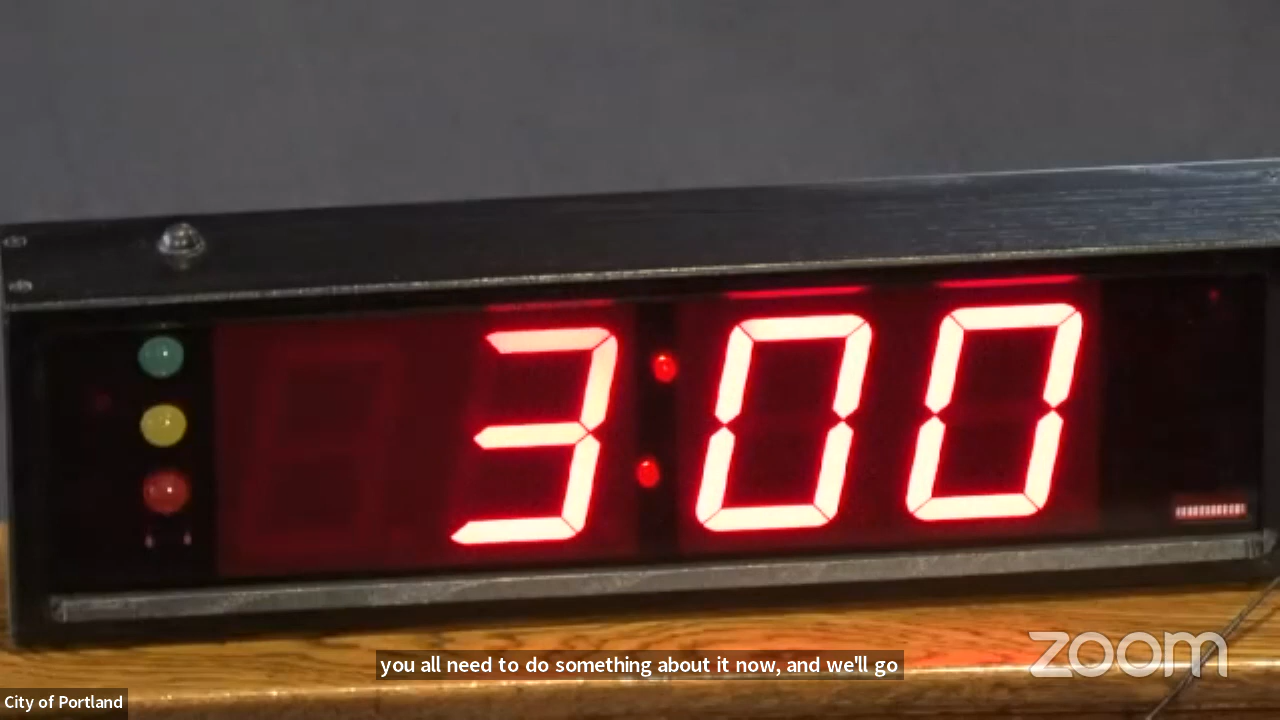 3:00
you all need to do something about it now, and we'll go
zoom
City of Portland